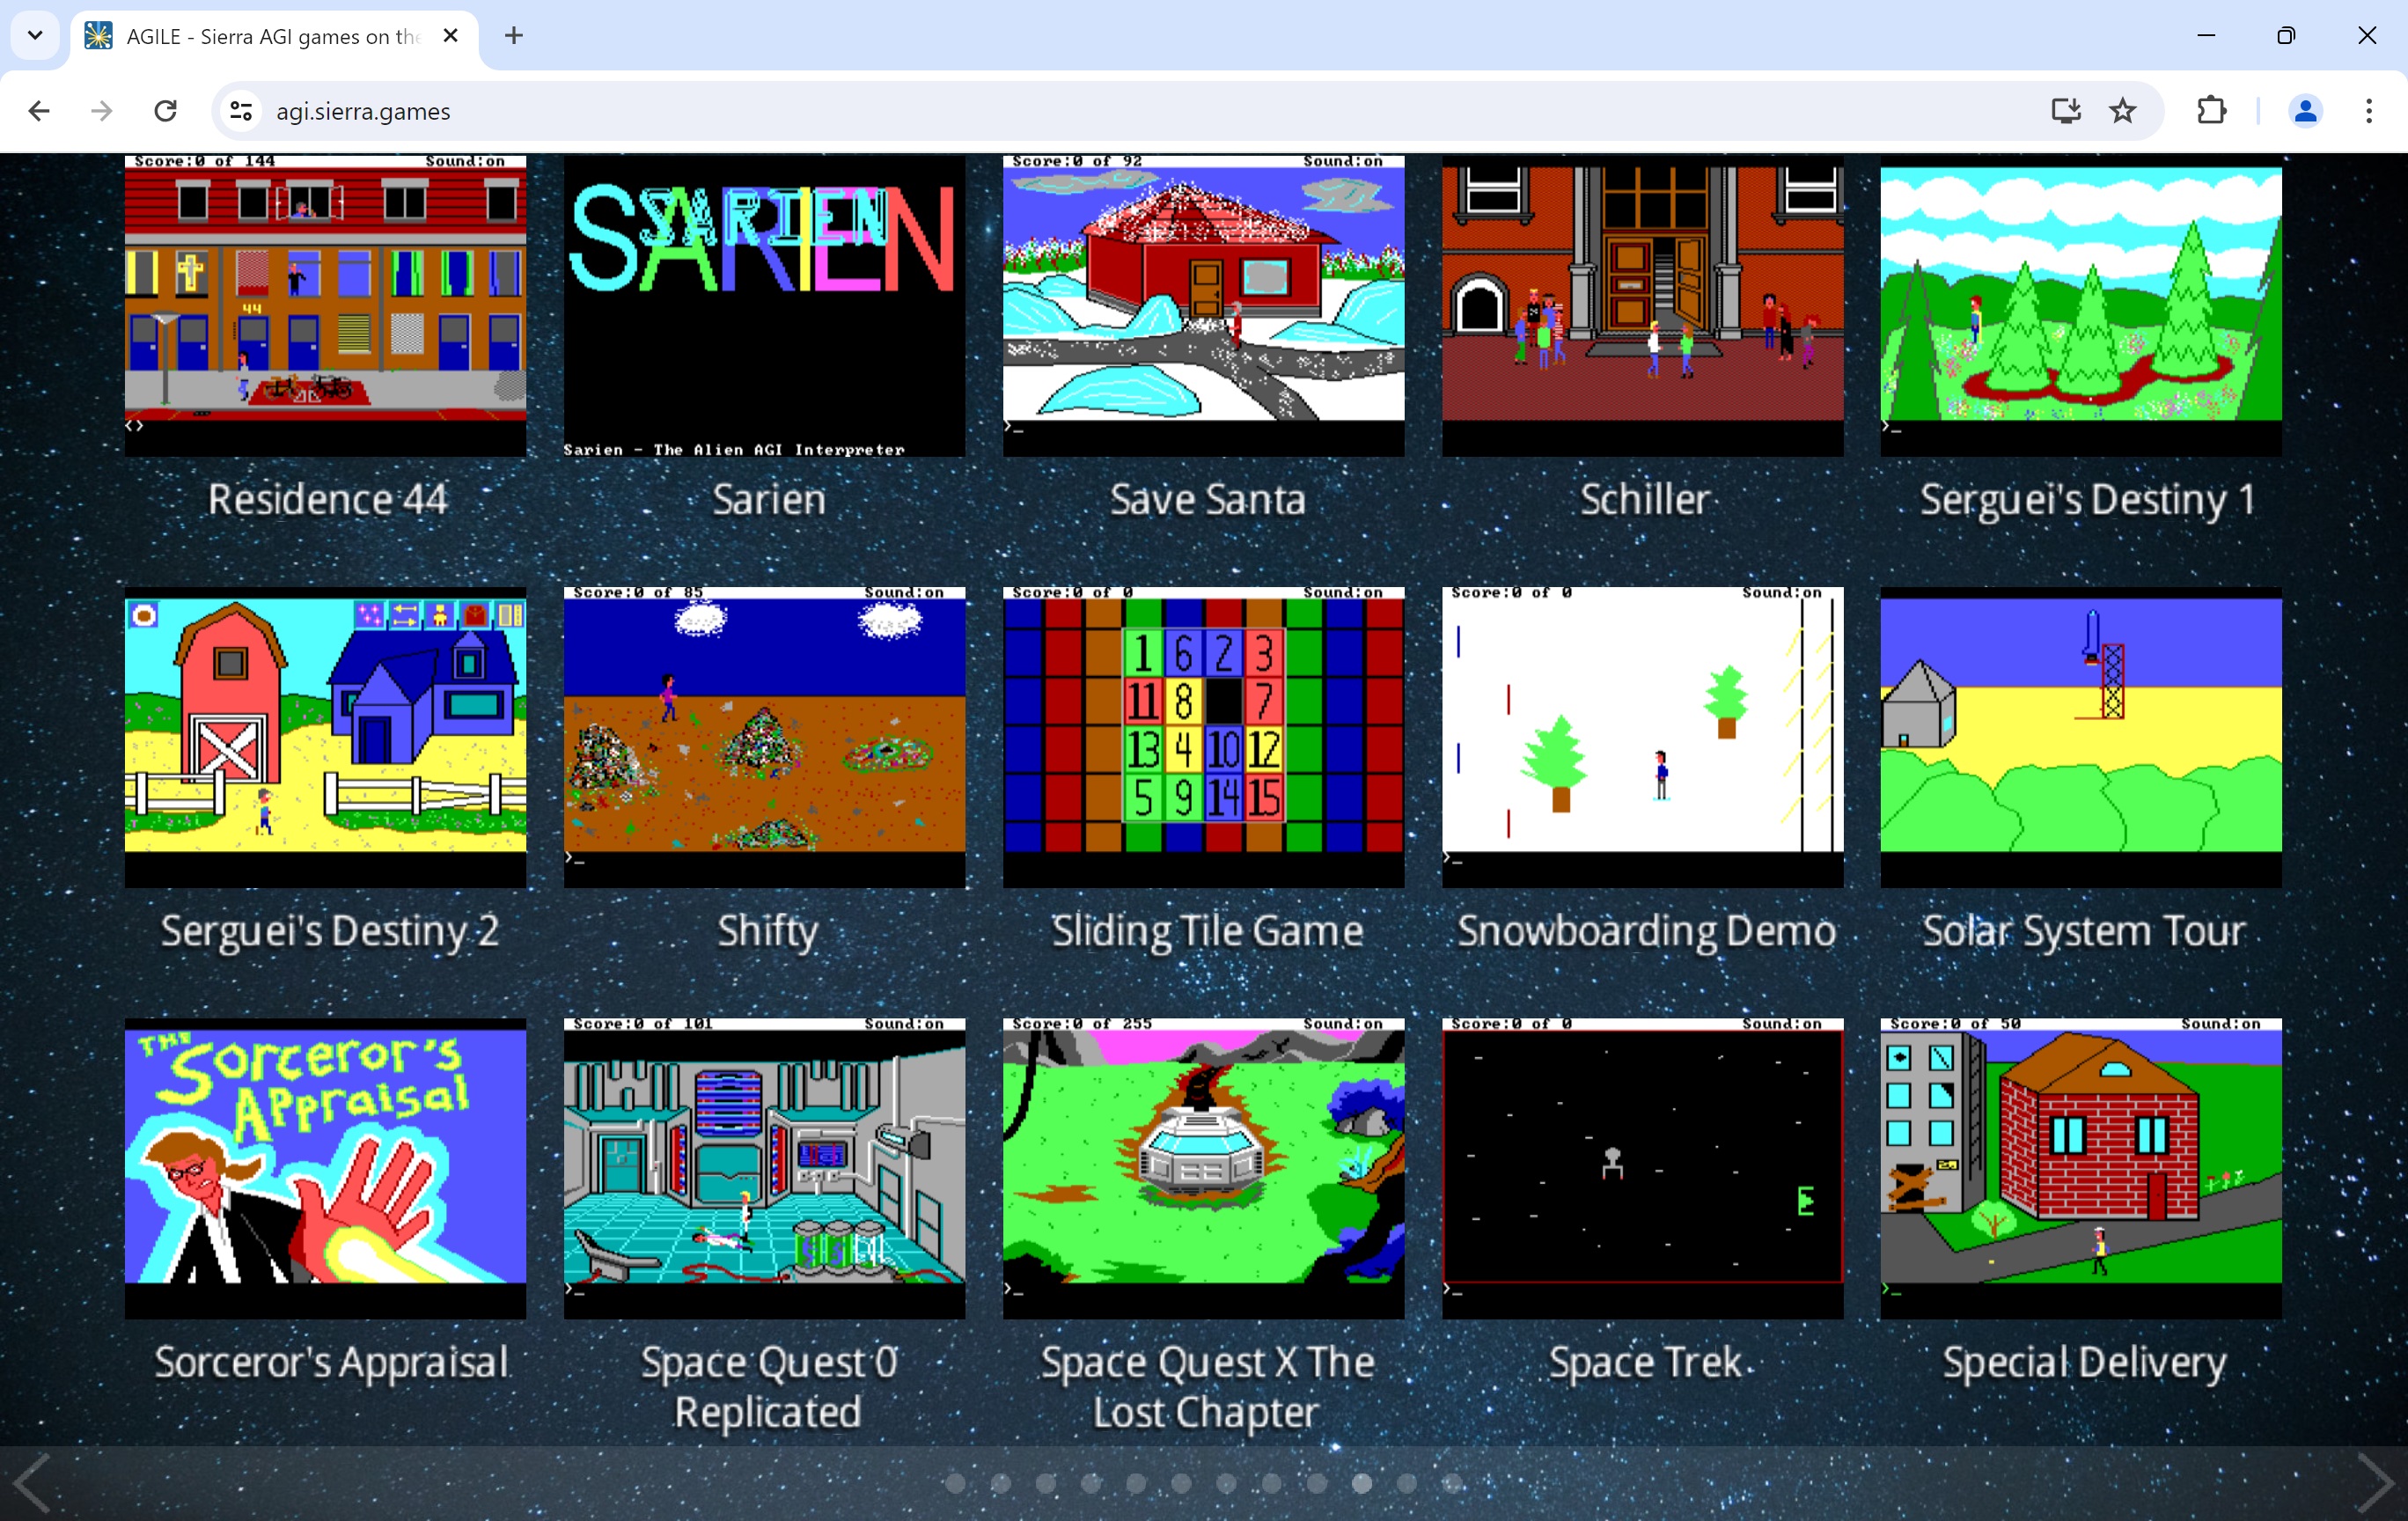 AGILE - Sierra AGI games on the
agi.sierra.games
Score:0 of 144 Sound:on
44
<>
SARIEN
SARIEN
Sarien - The Alien AGI Interpreter
Score:0 of 92 Sound:on
>_
>_
Residence 44
Sarien
Save Santa
Schiller
Serguei's Destiny 1
Score:0 of 85 Sound:on
>_
Score:0 of 0 Sound:on
1 6 2 3
11 8 7
13 4 10 12
5 9 14 15
Score:0 of 0 Sound:on
>_
Serguei's Destiny 2
Shifty
Sliding Tile Game
Snowboarding Demo
Solar System Tour
THE
SORCEROR'S
APPRAiSAL
Score:0 of 101 Sound:on
>_
Score:0 of 255 Sound:on
>_
Score:0 of 0 Sound:on
>_
Score:0 of 50 Sound:on
>_
Sorceror's Appraisal
Space Quest 0
Replicated
Space Quest X The
Lost Chapter
Space Trek
Special Delivery